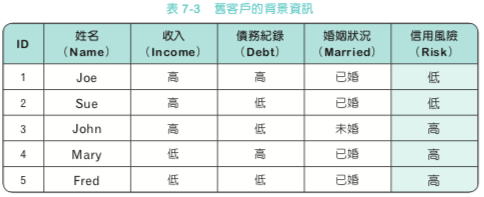 表 7-3 舊客戶的背景資訊
ID 姓名（Name） 收入（Income） 債務紀錄（Debt） 婚姻狀況（Married） 信用風險（Risk）
1 Joe 高 高 已婚 低
2 Sue 高 低 已婚 低
3 John 高 低 未婚 高
4 Mary 低 高 已婚 高
5 Fred 低 低 已婚 高